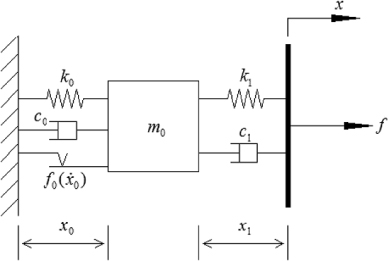 x
k₀
k₁
c₀
m₀
c₁
f
f₀(ẋ₀)
x₀
x₁